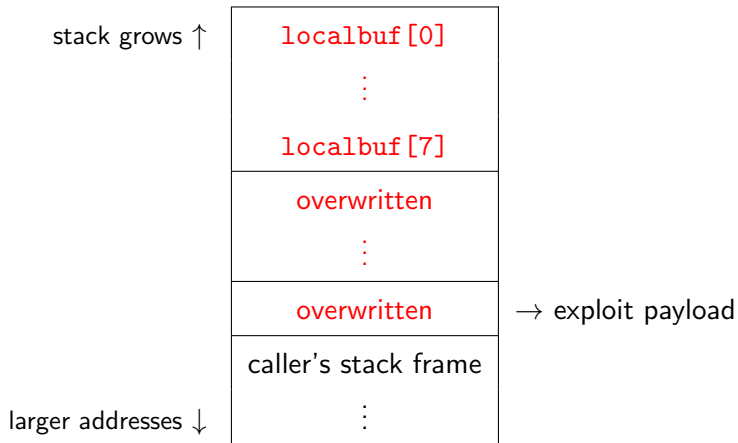 stack grows ↑ localbuf[0]
⋮
localbuf[7]
overwritten
⋮
overwritten → exploit payload
caller's stack frame
larger addresses ↓ ⋮